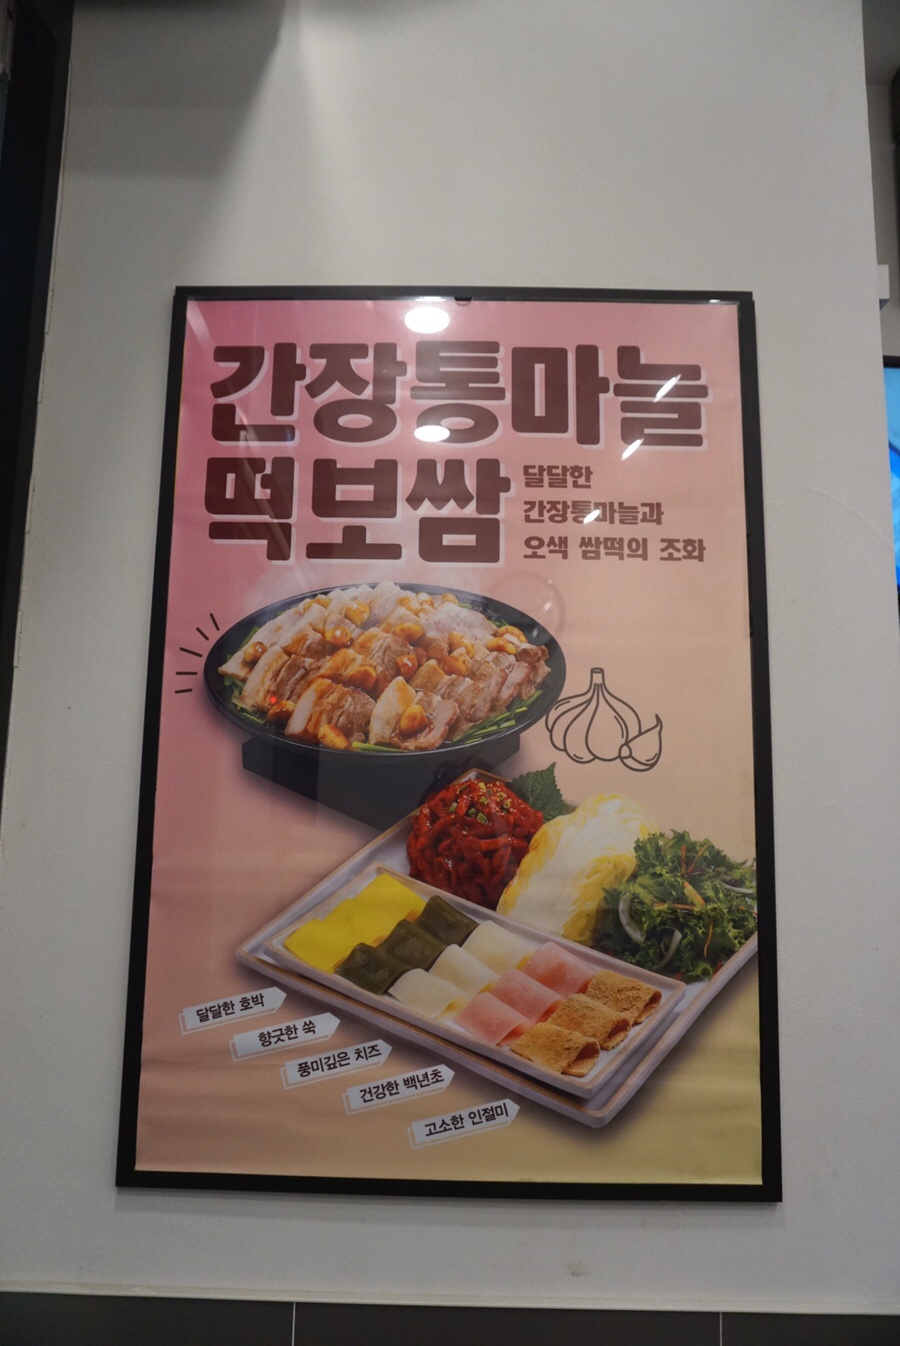 간장통마늘
떡보쌈
달달한
간장통마늘과
오색 쌈떡의 조화
달달한 호박
향긋한 쑥
풍미깊은 치즈
건강한 백년초
고소한 인절미